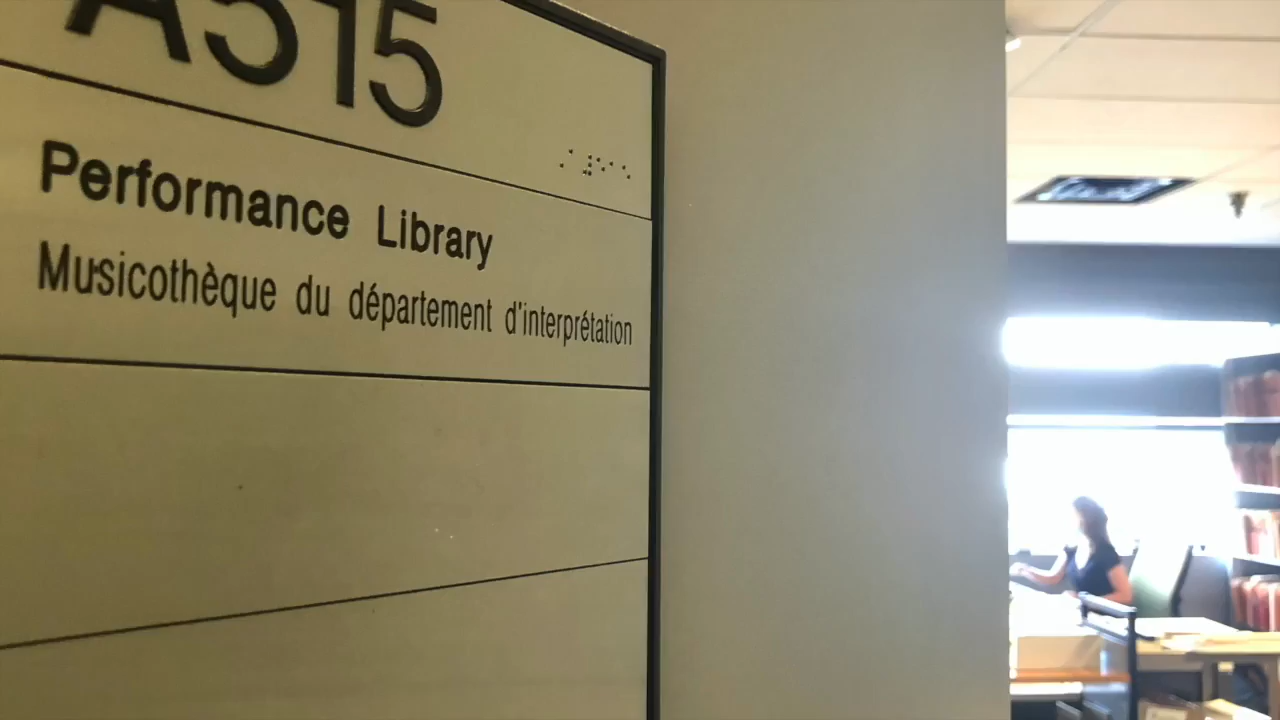 A515
Performance Library
Musicothèque du département d'interprétation